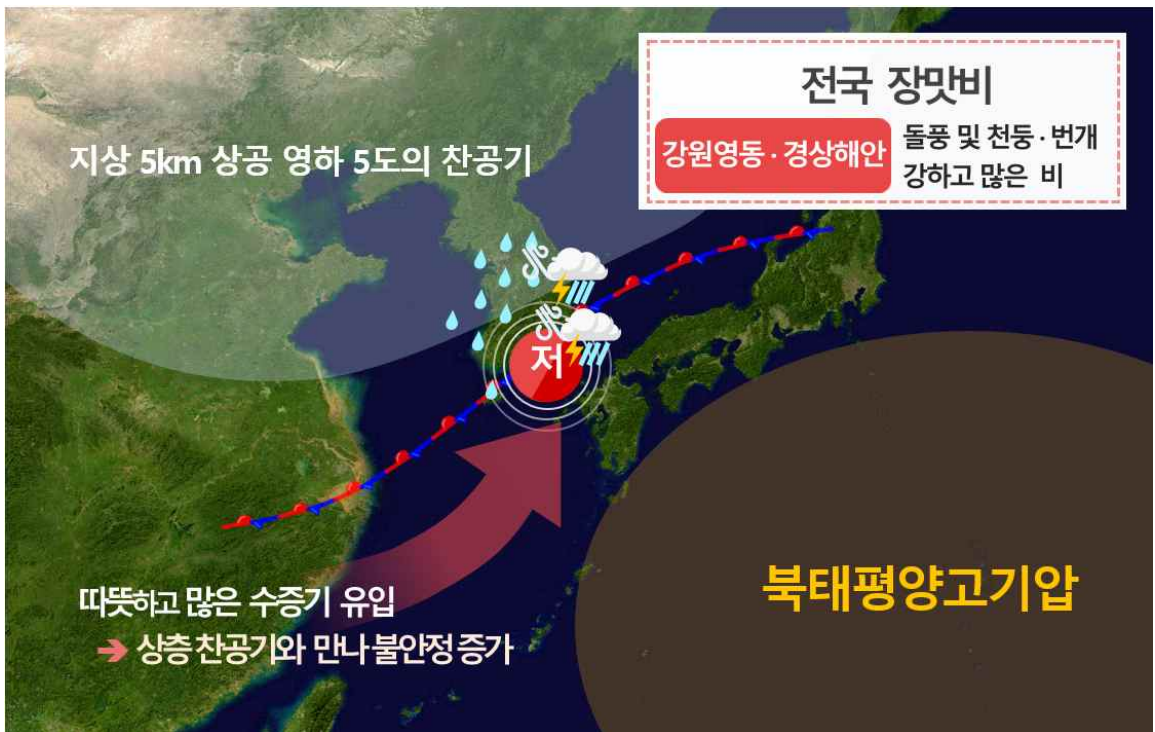 전국 장맛비
강원영동·경상해안
돌풍 및 천둥·번개
강하고 많은 비
지상 5km 상공 영하 5도의 찬공기
저
북태평양고기압
따뜻하고 많은 수증기 유입
➔ 상층 찬공기와 만나 불안정 증가